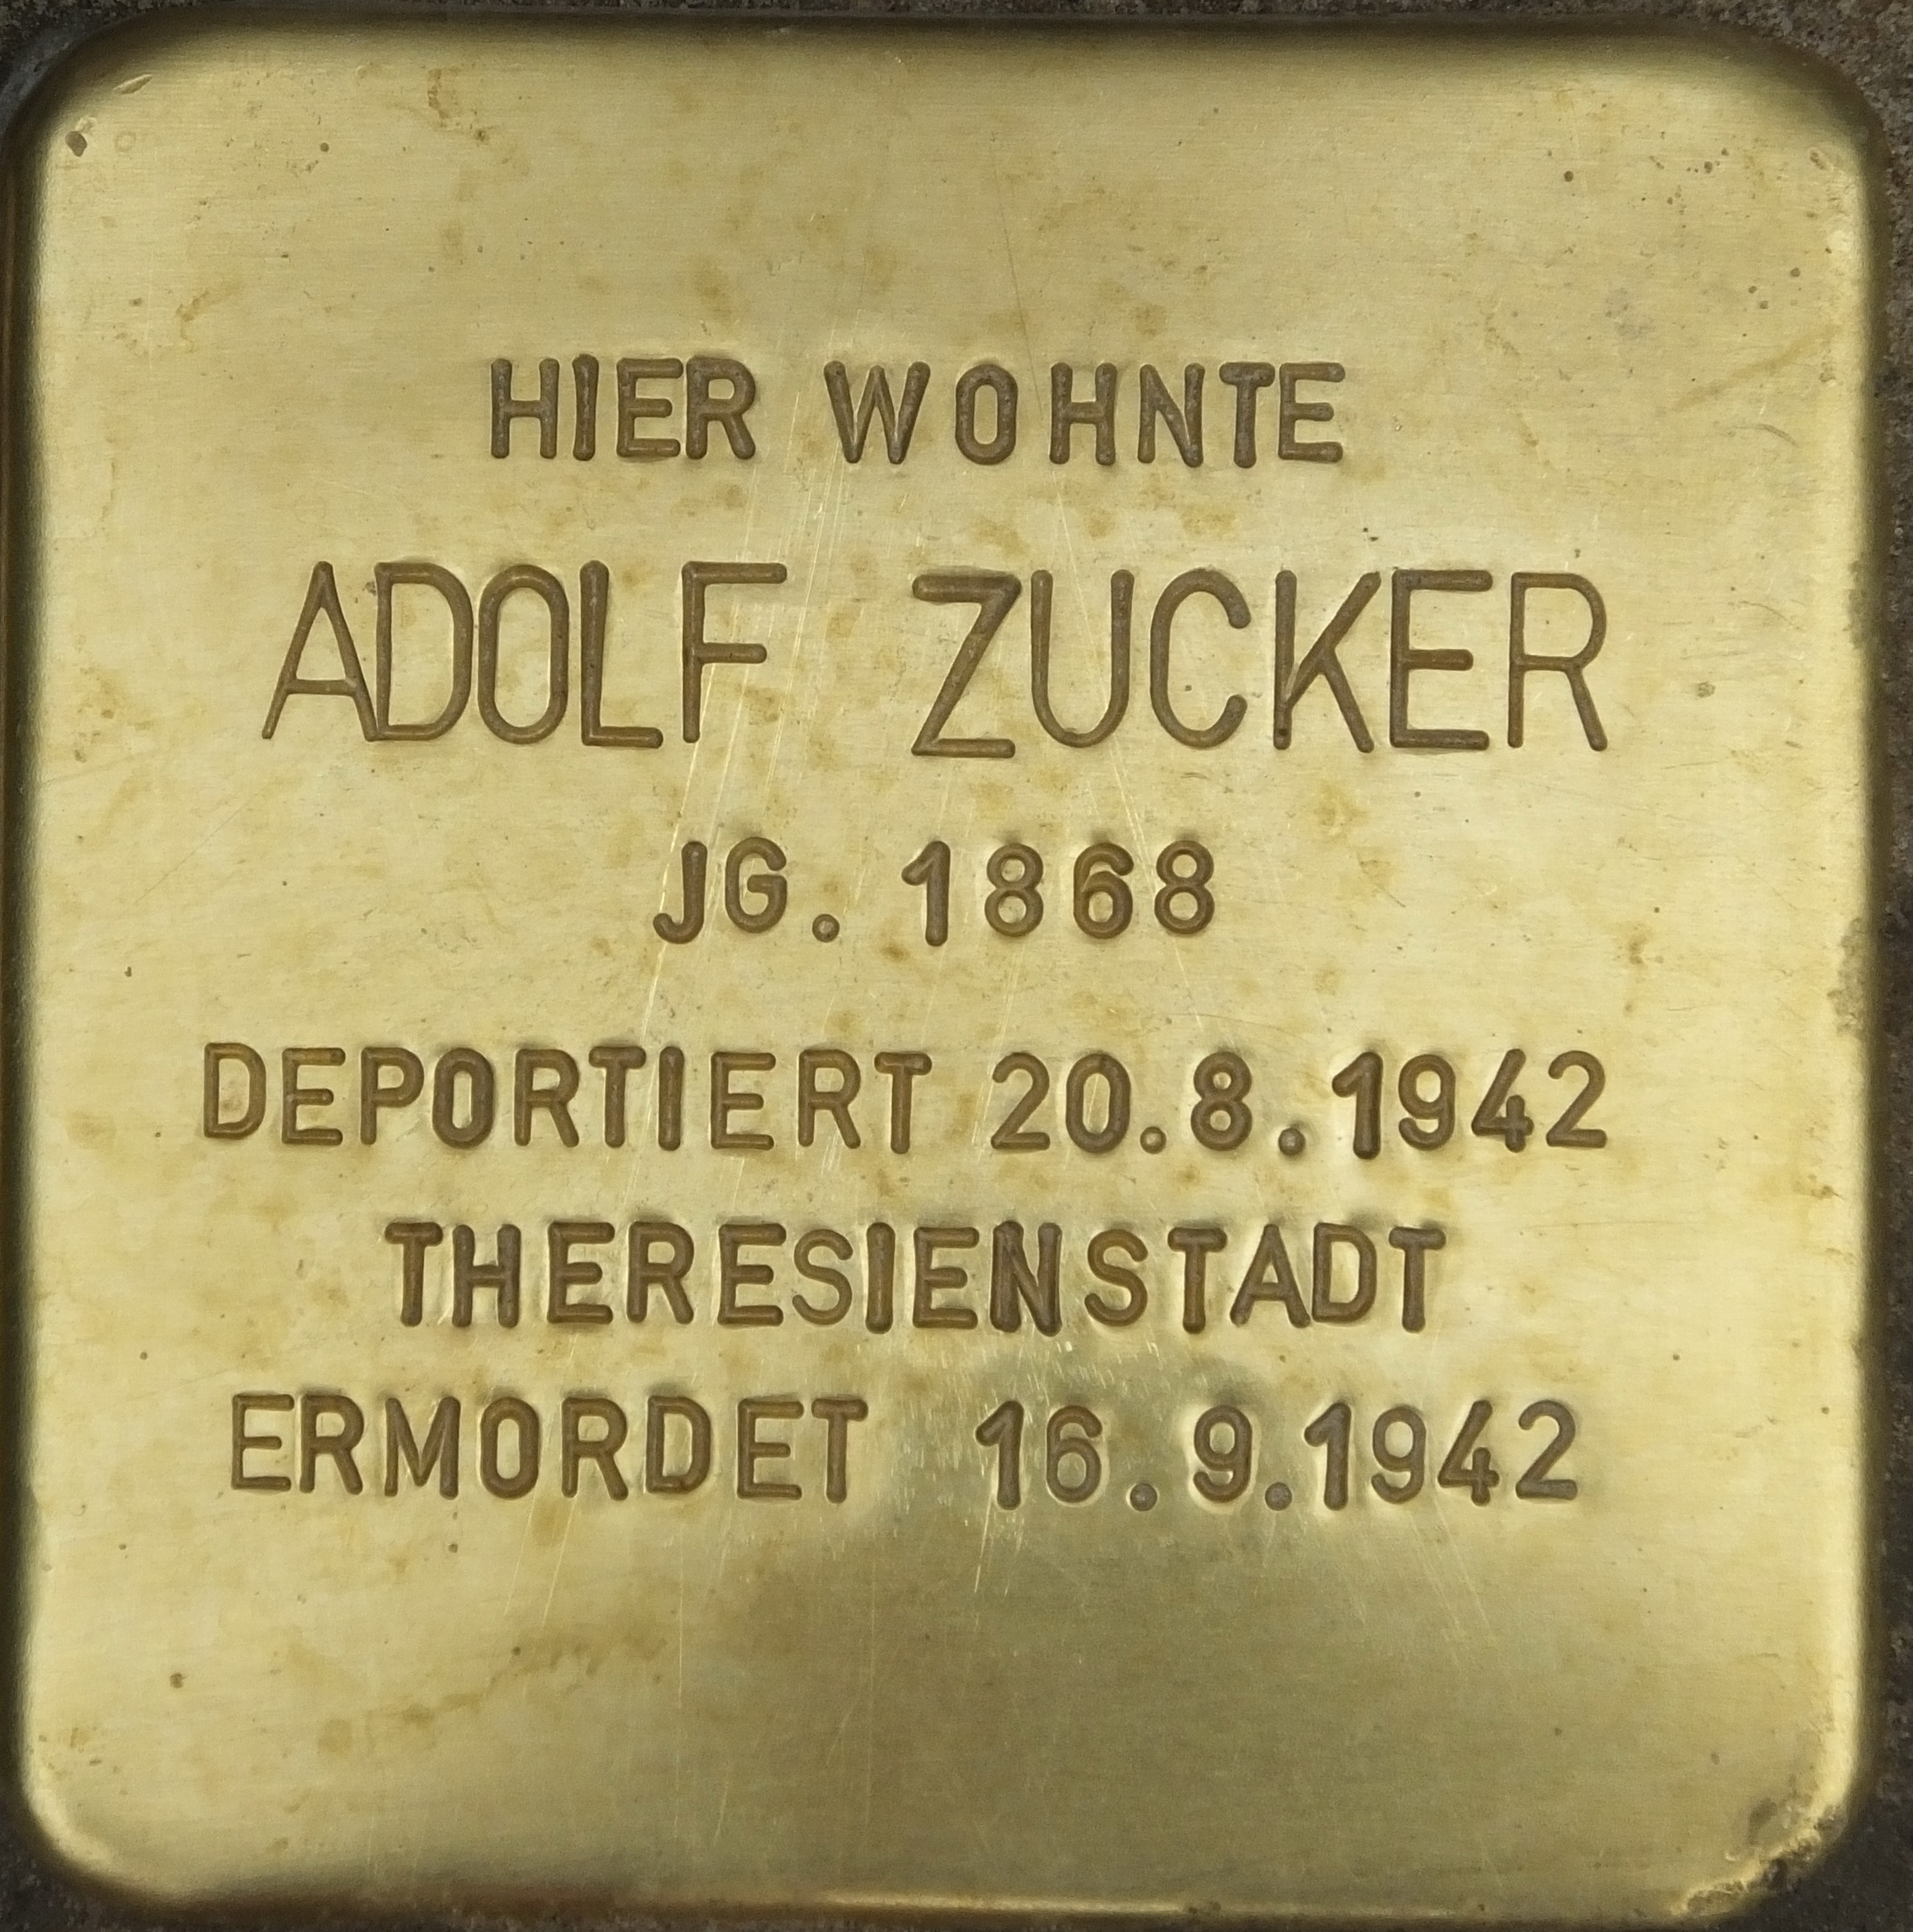 HIER WOHNTE
ADOLF ZUCKER
JG. 1868
DEPORTIERT 20.8.1942
THERESIENSTADT
ERMORDET 16.9.1942